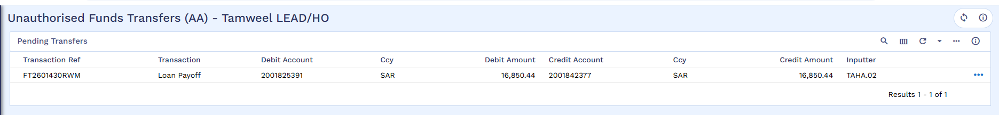 Unauthorised Funds Transfers (AA) - Tamweel LEAD/HO
Pending Transfers
Transaction Ref Transaction Debit Account Ccy Debit Amount Credit Account Ccy Credit Amount Inputter
FT2601430RWM Loan Payoff 2001825391 SAR 16,850.44 2001842377 SAR 16,850.44 TAHA.02
Results 1 - 1 of 1